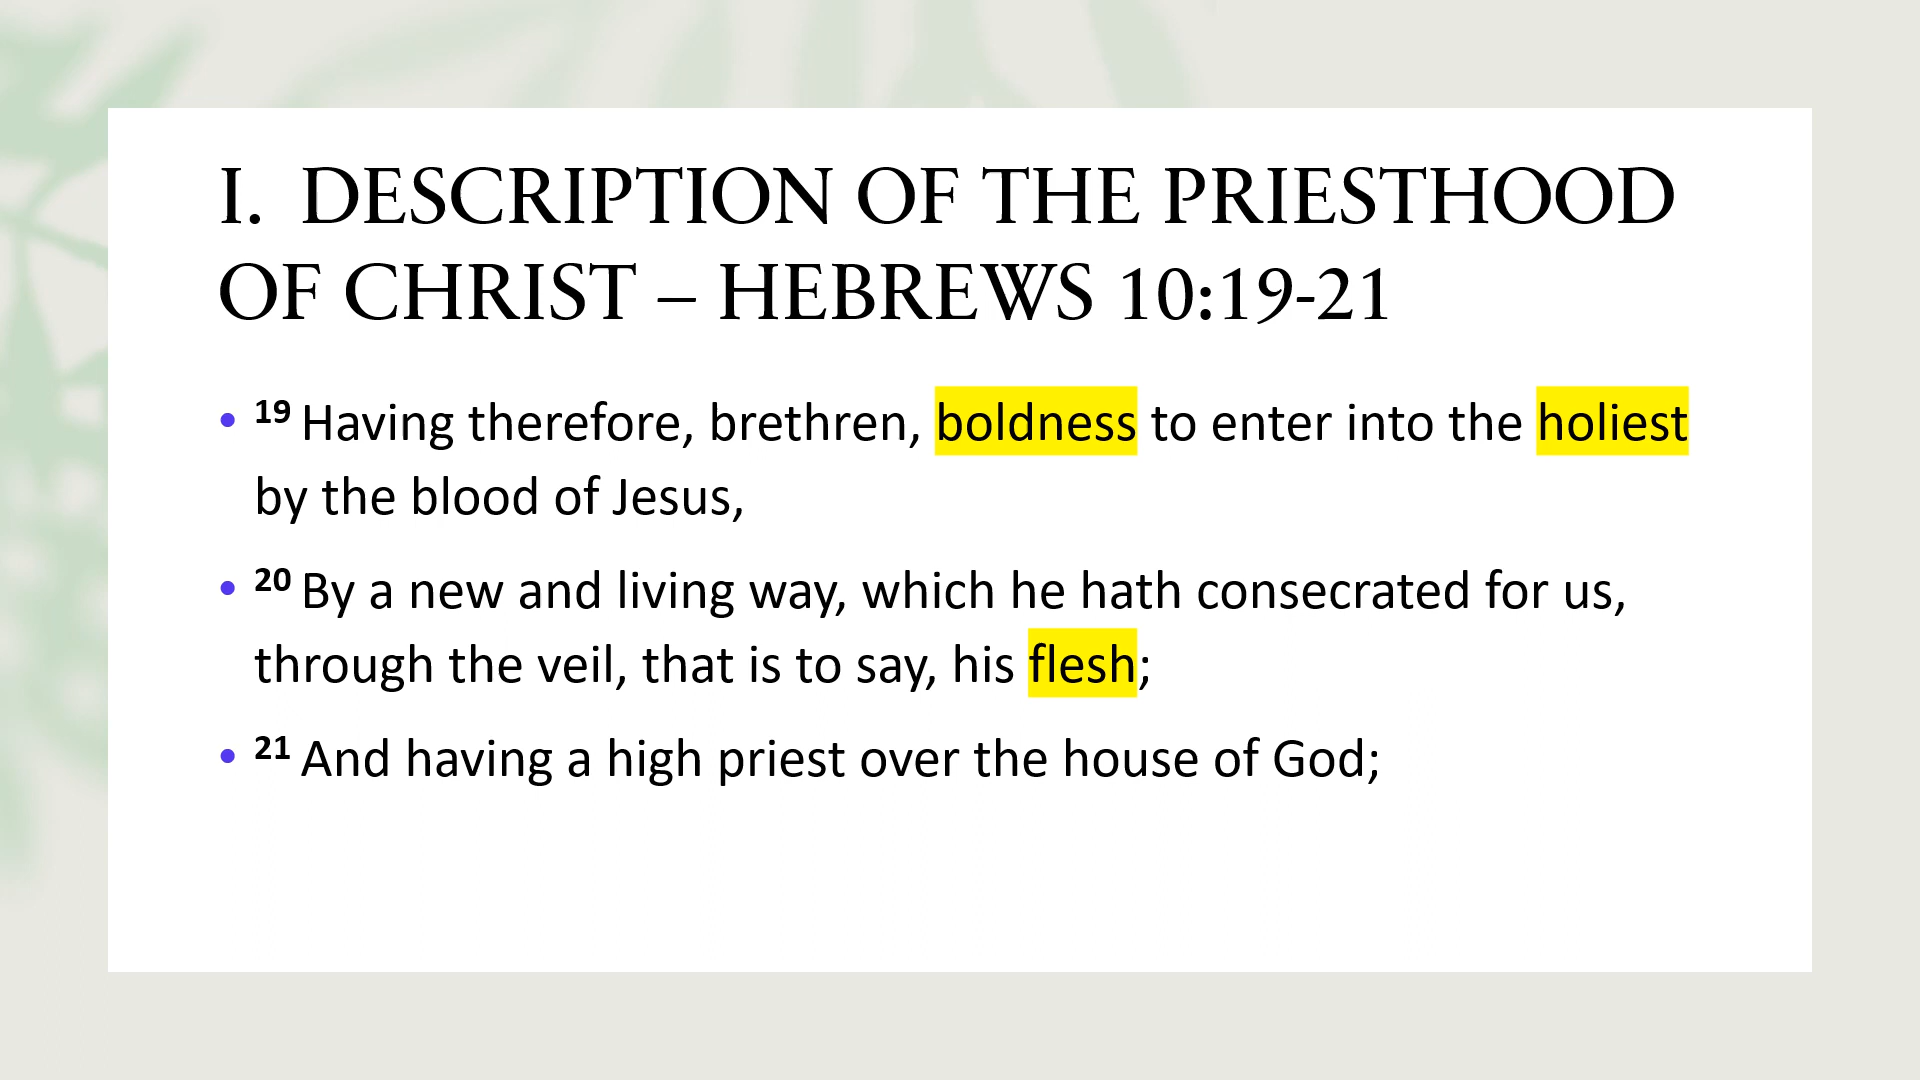 I. DESCRIPTION OF THE PRIESTHOOD
OF CHRIST – HEBREWS 10:19-21
• 19 Having therefore, brethren, boldness to enter into the holiest
by the blood of Jesus,
• 20 By a new and living way, which he hath consecrated for us,
through the veil, that is to say, his flesh;
• 21 And having a high priest over the house of God;